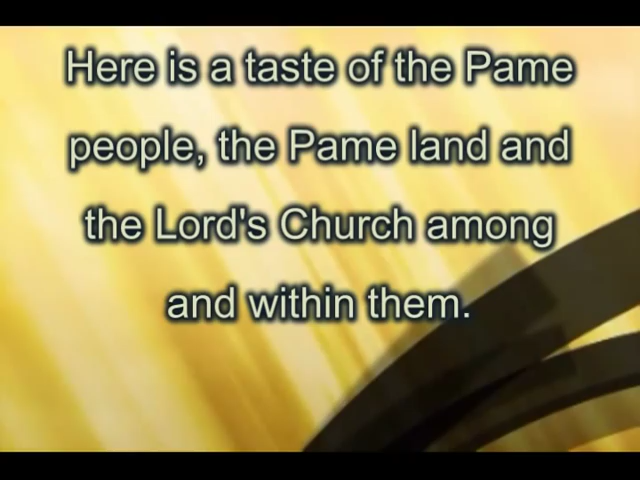 Here is a taste of the Pame
people, the Pame land and
the Lord's Church among
and within them.